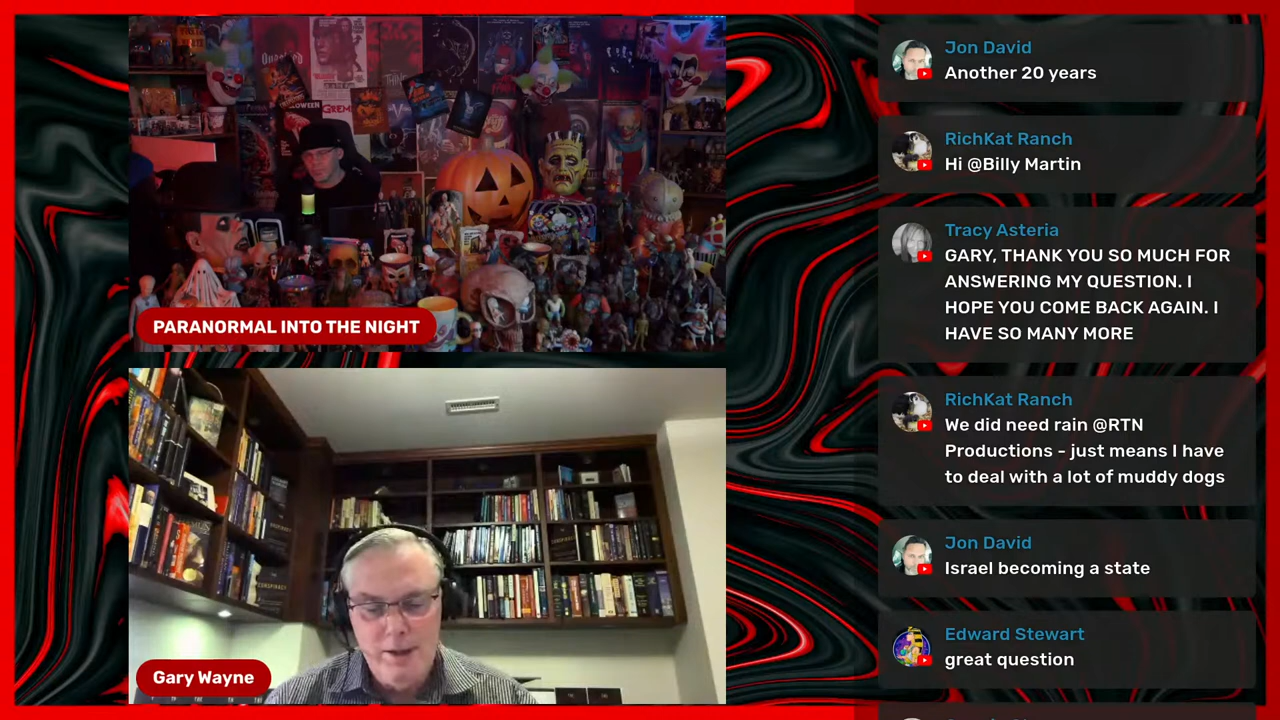 HALLOWEEN
GREM
PARANORMAL INTO THE NIGHT
CONSPIRACY
Gary Wayne
Jon David
Another 20 years
RichKat Ranch
Hi @Billy Martin
Tracy Asteria
GARY, THANK YOU SO MUCH FOR
ANSWERING MY QUESTION. I
HOPE YOU COME BACK AGAIN. I
HAVE SO MANY MORE
RichKat Ranch
We did need rain @RTN
Productions - just means I have
to deal with a lot of muddy dogs
Jon David
Israel becoming a state
Edward Stewart
great question